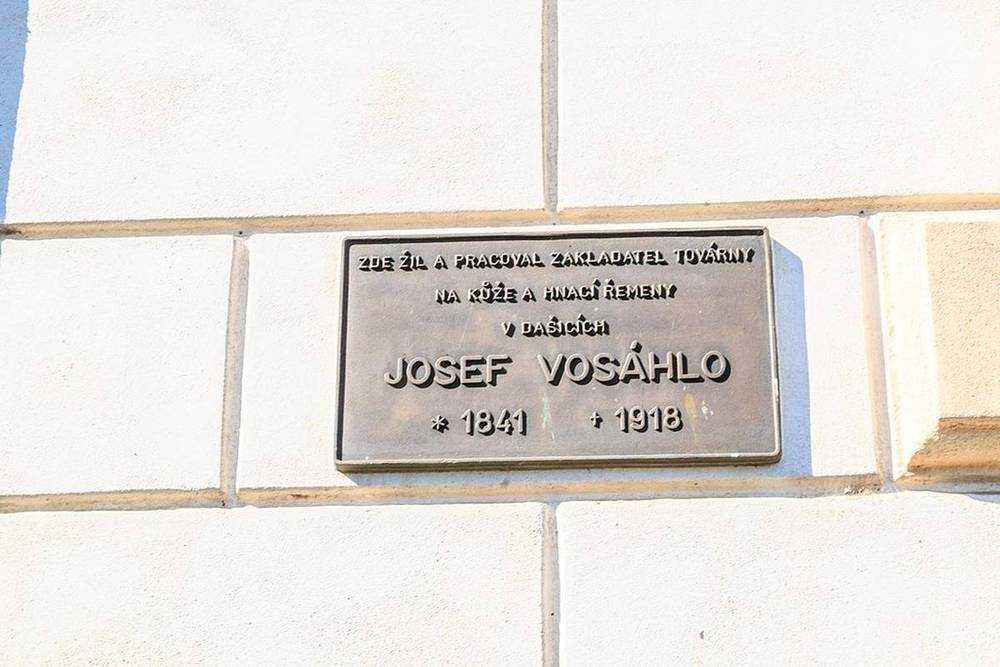 ZDE ŽIL A PRACOVAL ZAKLADATEL TOVÁRNY
NA KŮŽE A HNACÍ ŘEMENY
V DAŠICÍCH
JOSEF VOSÁHLO
* 1841 ✝ 1918